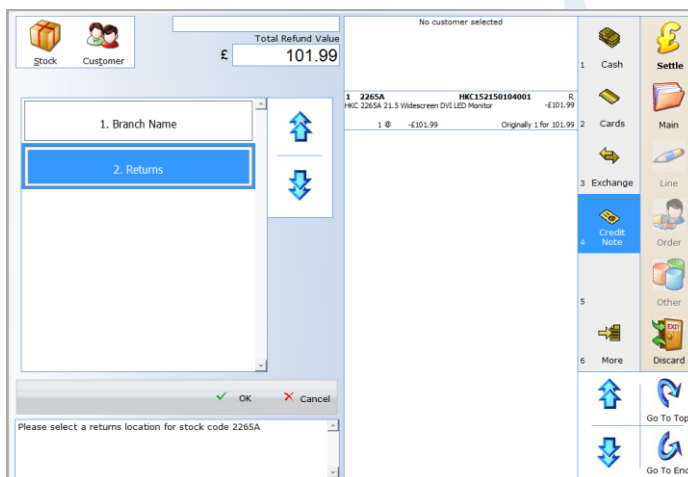 No customer selected
Total Refund Value
£ 101.99
Stock
Customer
1. Branch Name
2. Returns
OK
Cancel
Please select a returns location for stock code 2265A
1 2265A HKC152150104001 R
HKC 2265A 21.5 Widescreen DVI LED Monitor -£101.99
1 @ -£101.99 Originally 1 for 101.99
1 Cash
2 Cards
3 Exchange
4 Credit
Note
5
6 More
Settle
Main
Line
Order
Other
EXIT
Discard
Go To Top
Go To End